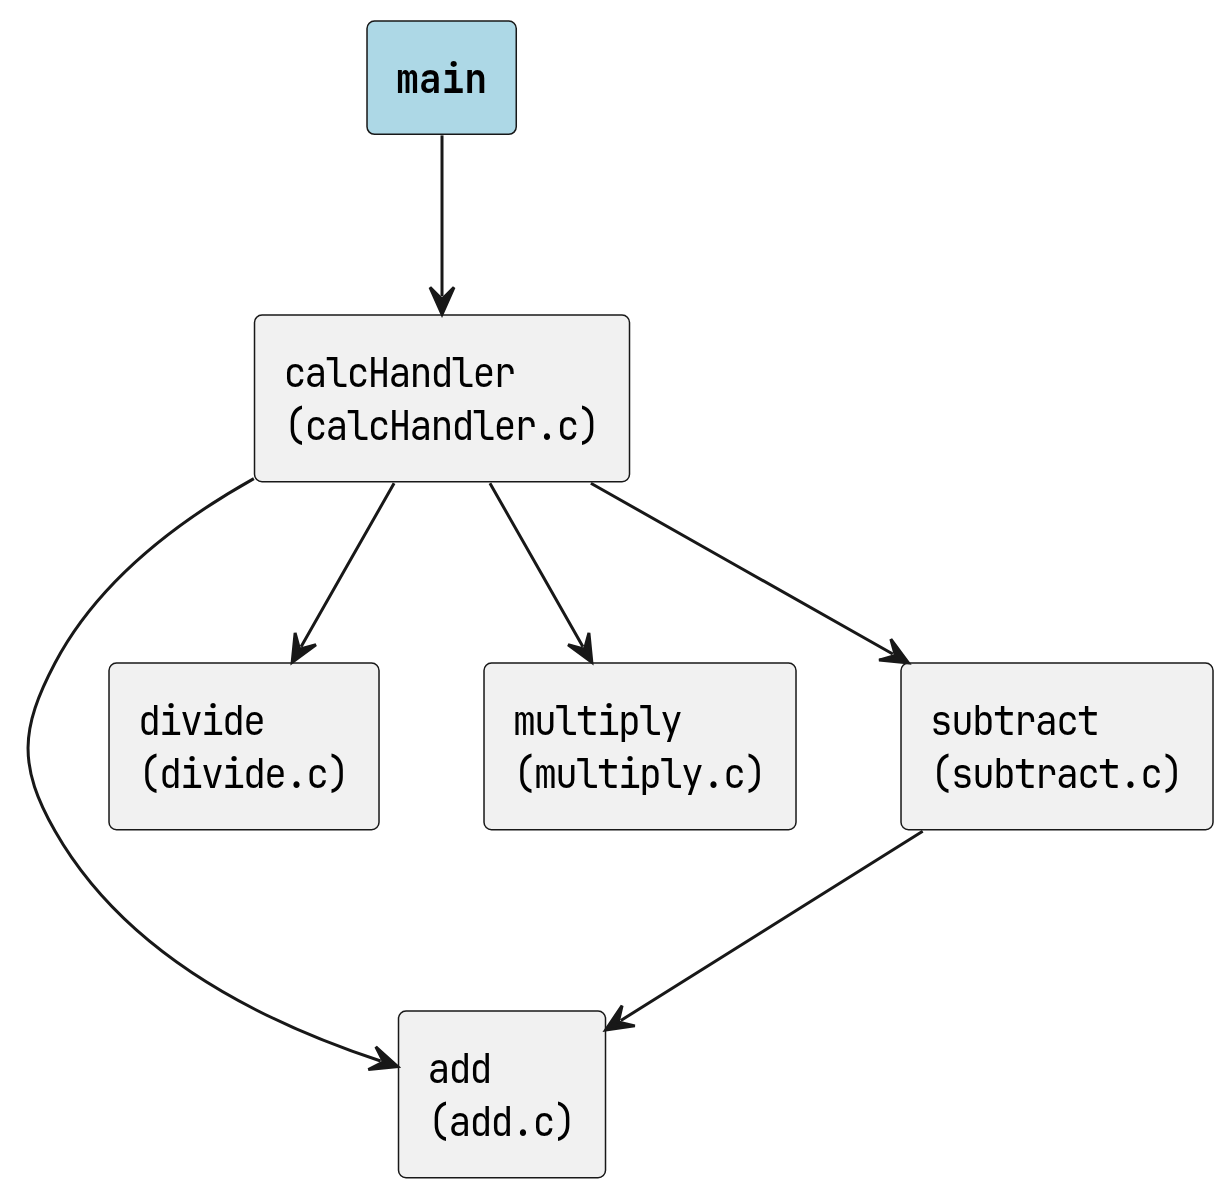 main
calcHandler
(calcHandler.c)
divide
(divide.c)
multiply
(multiply.c)
subtract
(subtract.c)
add
(add.c)